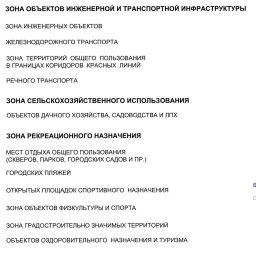 ЗОНА ОБЪЕКТОВ ИНЖЕНЕРНОЙ И ТРАНСПОРТНОЙ ИНФРАСТРУКТУРЫ
ЗОНА ИНЖЕНЕРНЫХ ОБЪЕКТОВ
ЖЕЛЕЗНОДОРОЖНОГО ТРАНСПОРТА
ЗОНА ТЕРРИТОРИЙ ОБЩЕГО ПОЛЬЗОВАНИЯ
В ГРАНИЦАХ КОРИДОРОВ КРАСНЫХ ЛИНИЙ
РЕЧНОГО ТРАНСПОРТА
ЗОНА СЕЛЬСКОХОЗЯЙСТВЕННОГО ИСПОЛЬЗОВАНИЯ
ОБЪЕКТОВ ДАЧНОГО ХОЗЯЙСТВА, САДОВОДСТВА И ЛПХ
ЗОНА РЕКРЕАЦИОННОГО НАЗНАЧЕНИЯ
МЕСТ ОТДЫХА ОБЩЕГО ПОЛЬЗОВАНИЯ
(СКВЕРОВ, ПАРКОВ, ГОРОДСКИХ САДОВ И ПР.)
ГОРОДСКИХ ПЛЯЖЕЙ
ОТКРЫТЫХ ПЛОЩАДОК СПОРТИВНОГО НАЗНАЧЕНИЯ
ЗОНА ОБЪЕКТОВ ФИЗКУЛЬТУРЫ И СПОРТА
ЗОНА ГРАДОСТРОИТЕЛЬНО ЗНАЧИМЫХ ТЕРРИТОРИЙ
ОБЪЕКТОВ ОЗДОРОВИТЕЛЬНОГО НАЗНАЧЕНИЯ И ТУРИЗМА